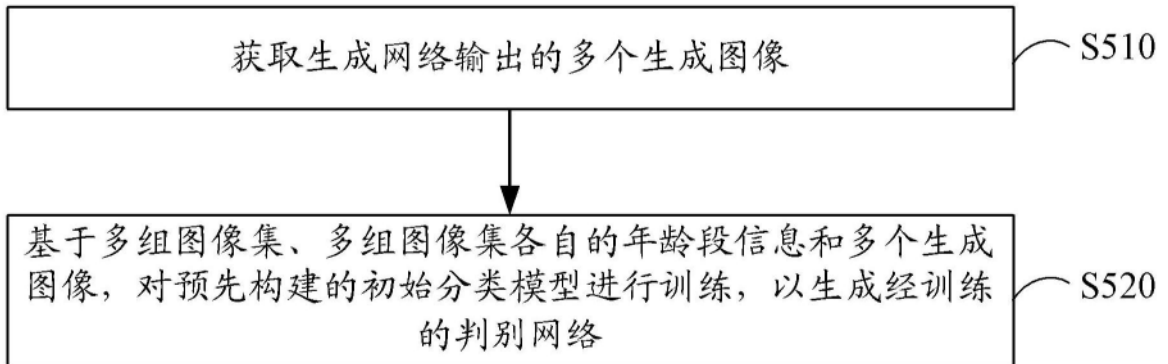 获取生成网络输出的多个生成图像
S510
基于多组图像集、多组图像集各自的年龄段信息和多个生成
图像，对预先构建的初始分类模型进行训练，以生成经训练
的判别网络
S520